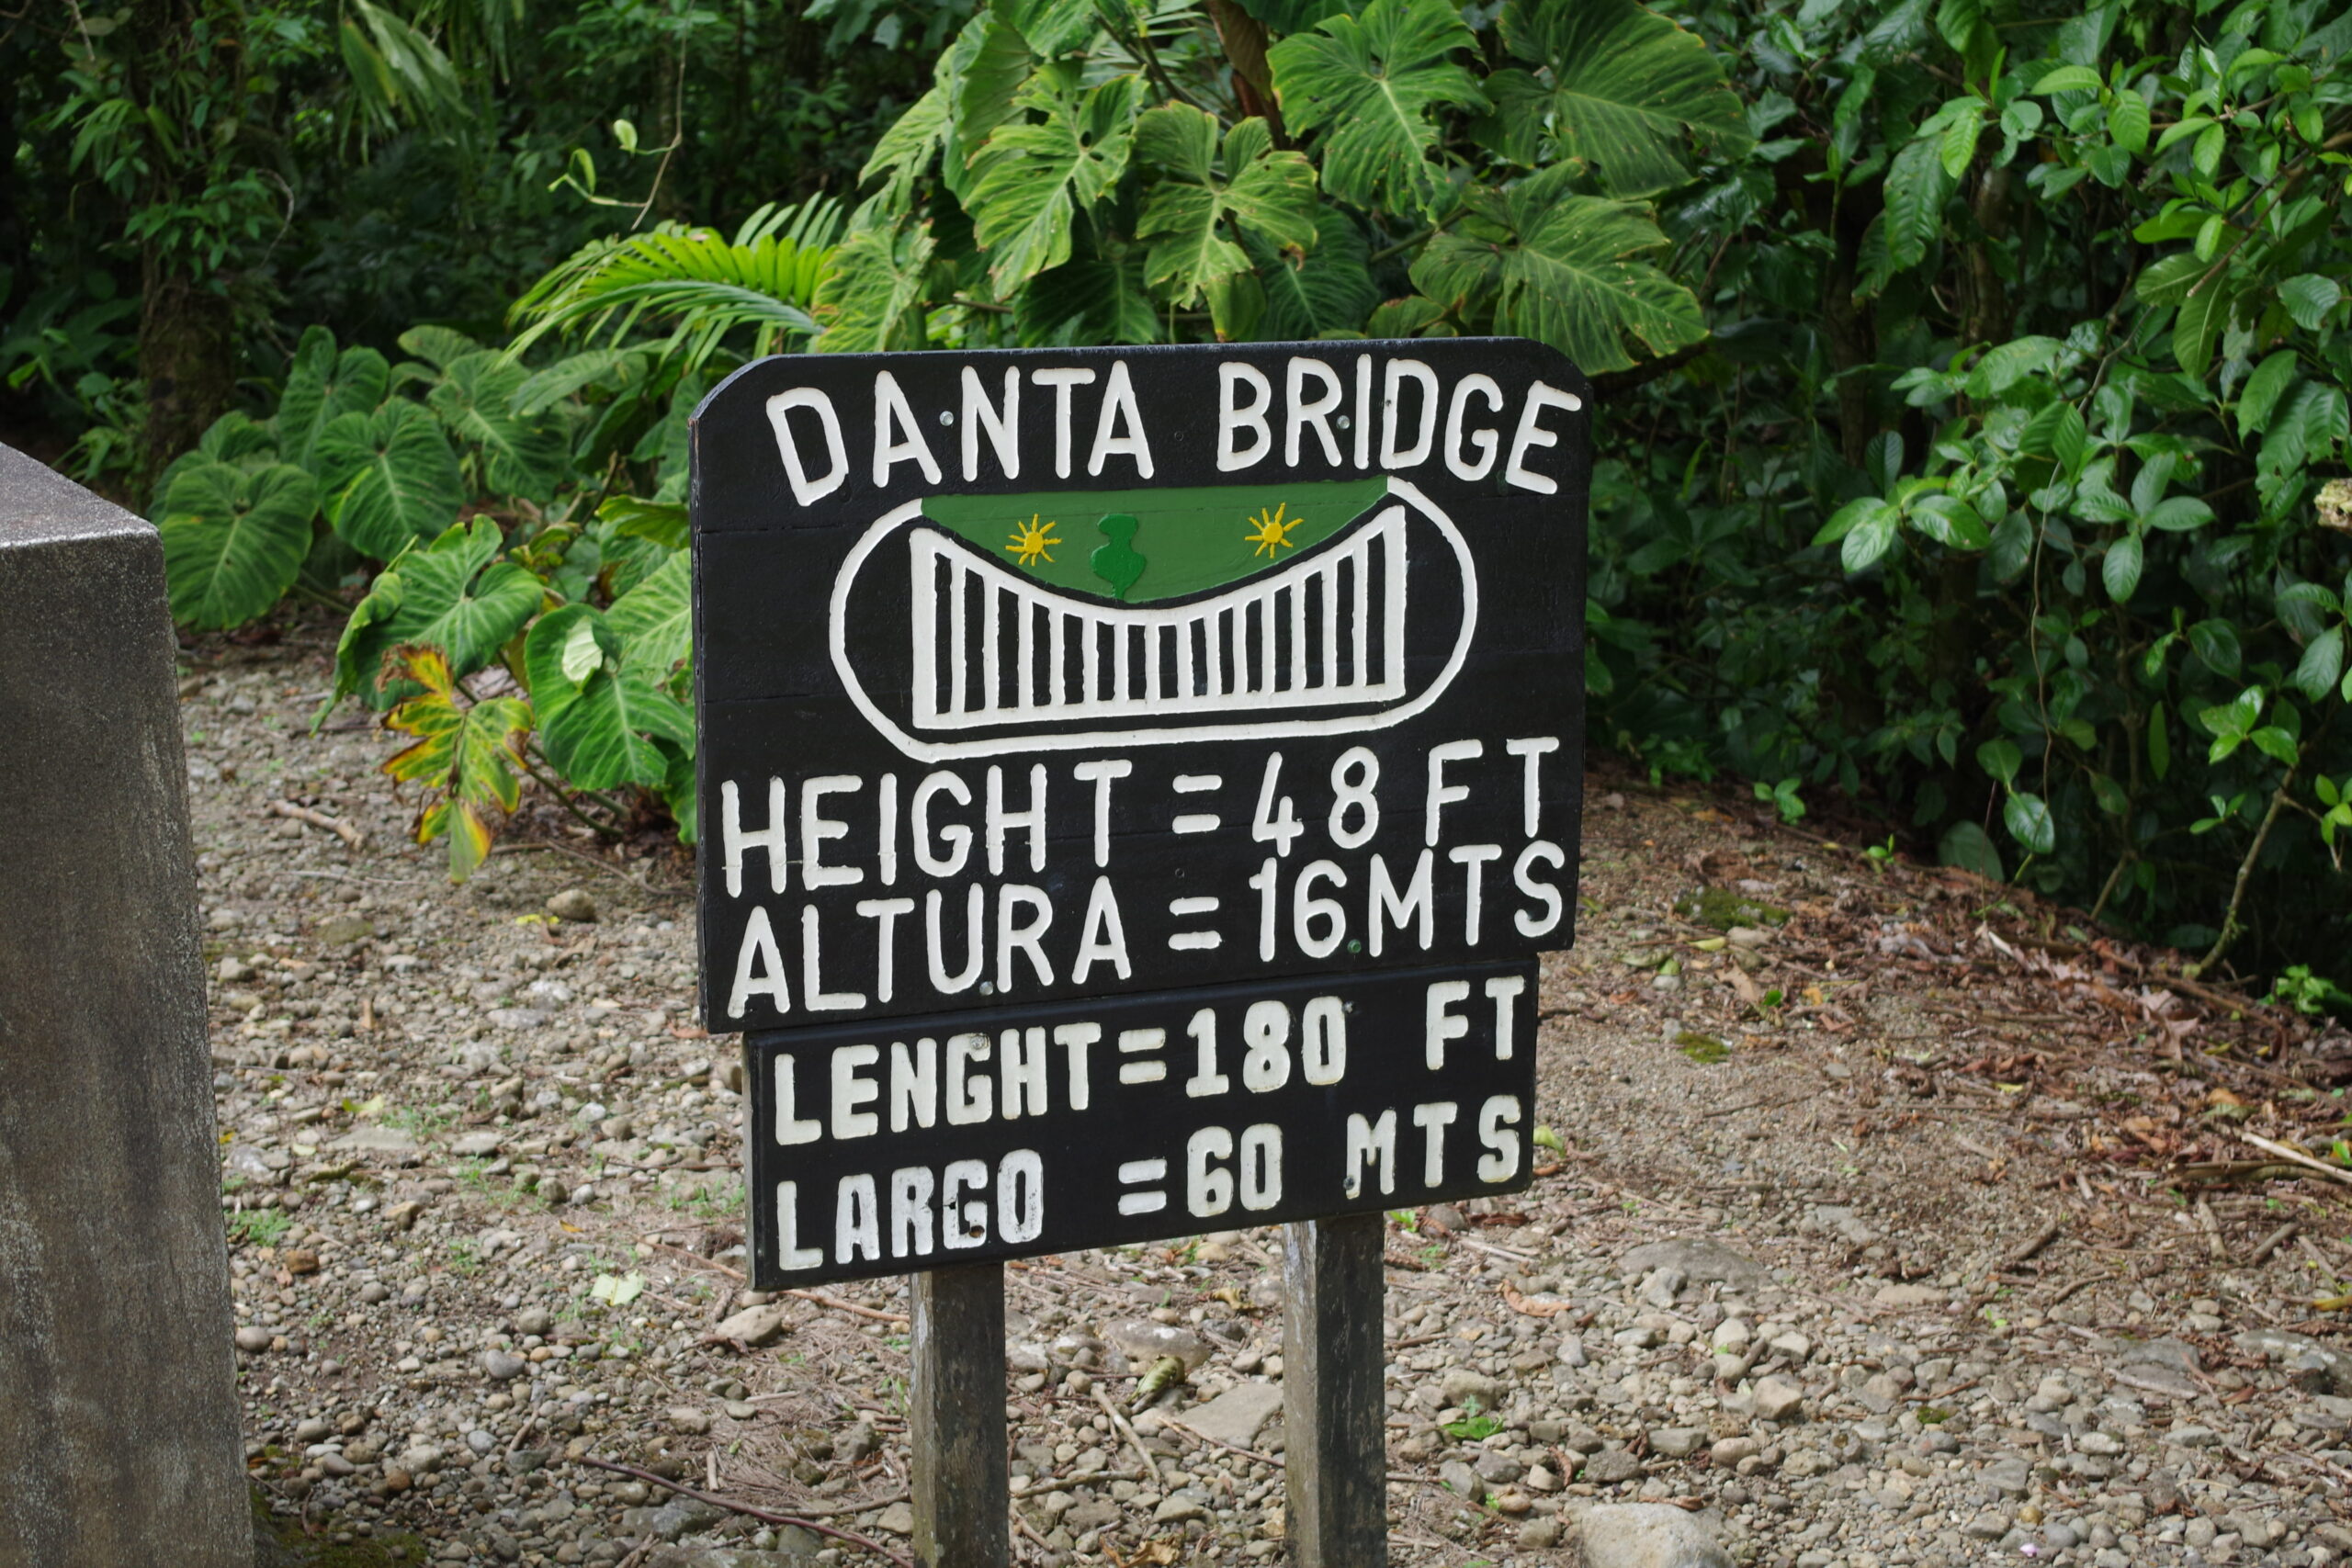 DANTA BRIDGE
HEIGHT = 48 FT
ALTURA = 16 MTS
LENGHT = 180 FT
LARGO = 60 MTS